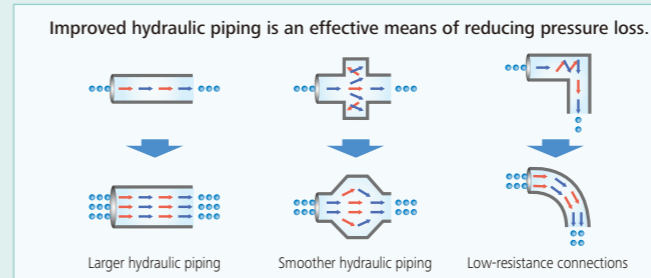 Improved hydraulic piping is an effective means of reducing pressure loss.
Larger hydraulic piping
Smoother hydraulic piping
Low-resistance connections